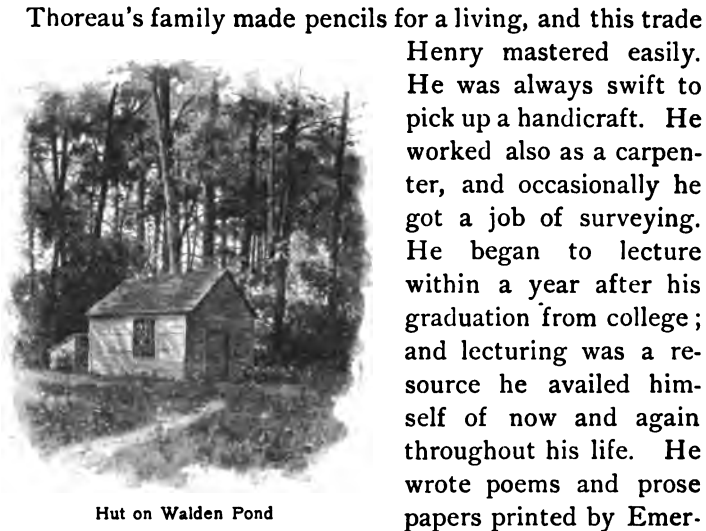 Thoreau's family made pencils for a living, and this trade
Henry mastered easily.
He was always swift to
pick up a handicraft. He
worked also as a carpen-
ter, and occasionally he
got a job of surveying.
He began to lecture
within a year after his
graduation from college;
and lecturing was a re-
source he availed him-
self of now and again
throughout his life. He
wrote poems and prose
papers printed by Emer-
Hut on Walden Pond